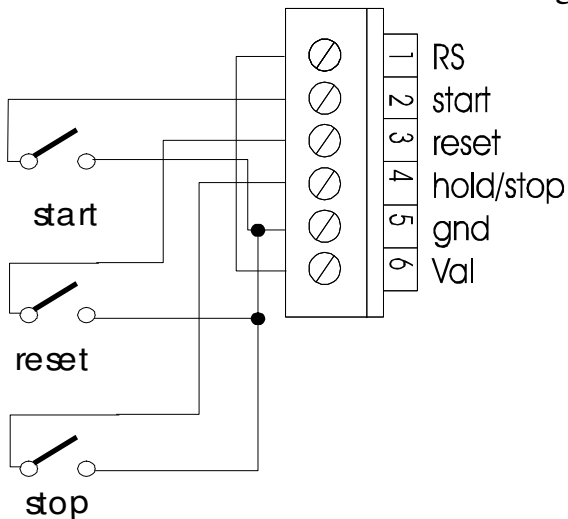 1 RS
2 start
3 reset
4 hold/stop
5 gnd
6 Val
start
reset
stop